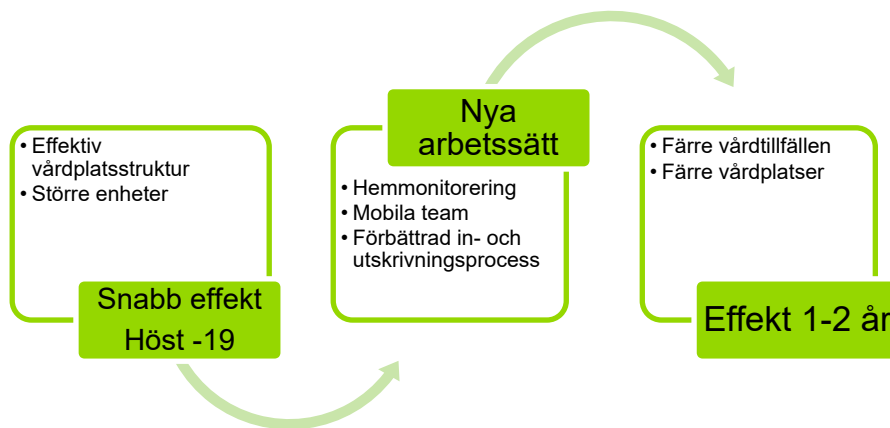 • Effektiv
vårdplatsstruktur
• Större enheter
Snabb effekt
Höst -19
Nya
arbetssätt
• Hemmonitorering
• Mobila team
• Förbättrad in- och
utskrivningsprocess
• Färre vårdtillfällen
• Färre vårdplatser
Effekt 1-2 år